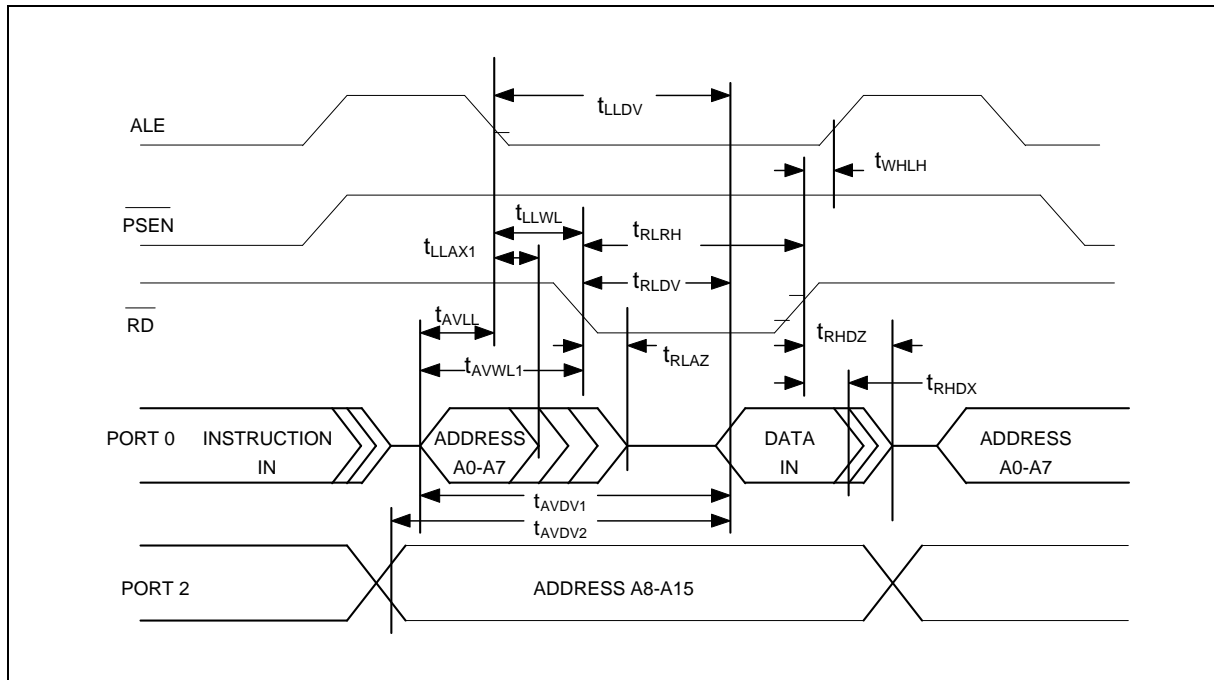 ALE
tLLDV
tWHLH
PSEN
tLLWL
tRLRH
tLLAX1
tRLDV
RD
tAVLL
tRHDZ
tRLAZ
tAVWL1
tRHDX
PORT 0
INSTRUCTION
IN
ADDRESS
A0-A7
DATA
IN
ADDRESS
A0-A7
tAVDV1
tAVDV2
PORT 2
ADDRESS A8-A15